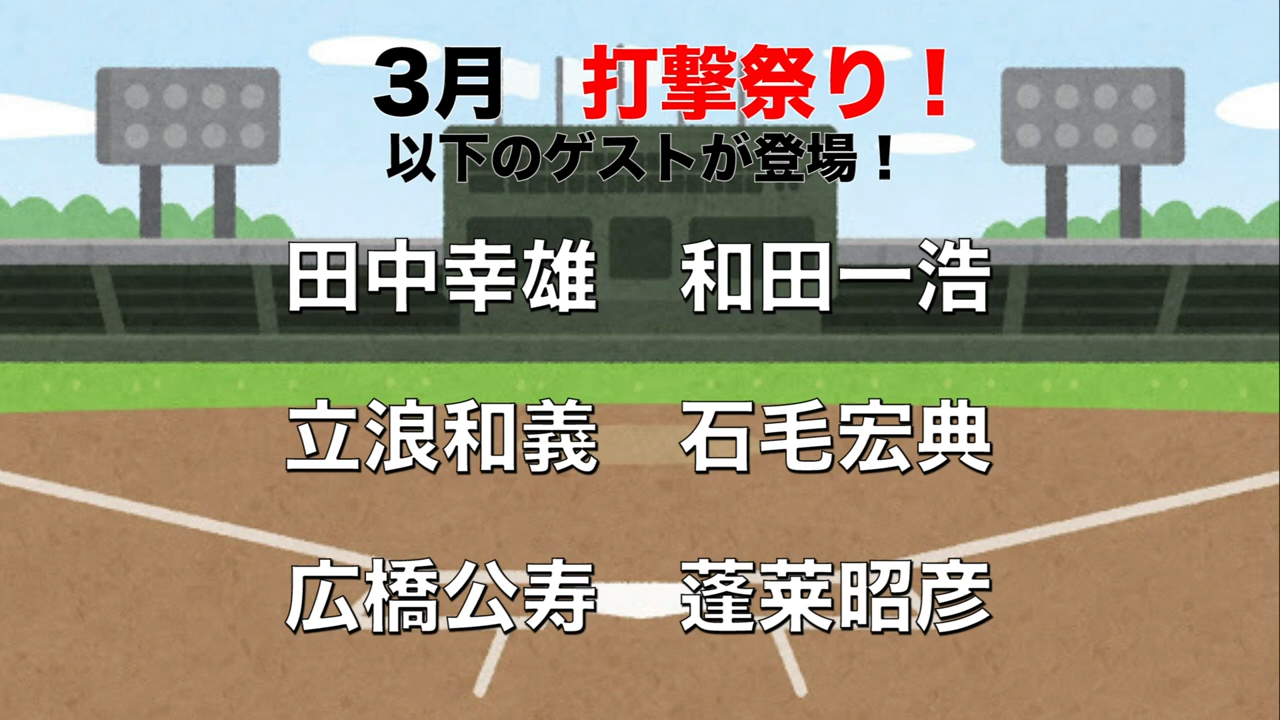 3月　打撃祭り！
以下のゲストが登場！
田中幸雄　和田一浩
立浪和義　石毛宏典
広橋公寿　蓬莱昭彦